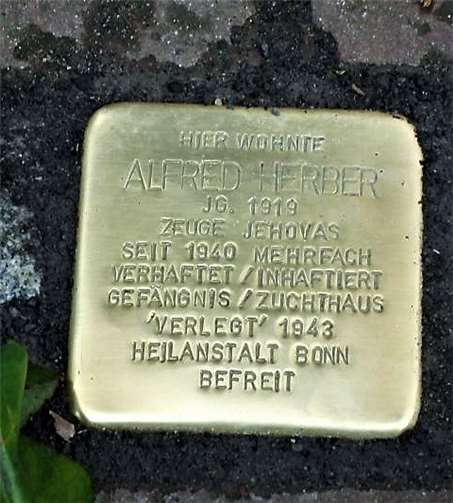 HIER WOHNTE
ALFRED HERBER
JG. 1919
ZEUGE JEHOVAS
SEIT 1940 MEHRFACH
VERHAFTET / INHAFTIERT
GEFÄNGNIS / ZUCHTHAUS
'VERLEGT' 1943
HEILANSTALT BONN
BEFREIT